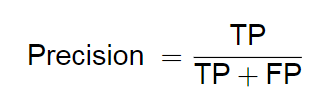 Precision = TP / (TP + FP)